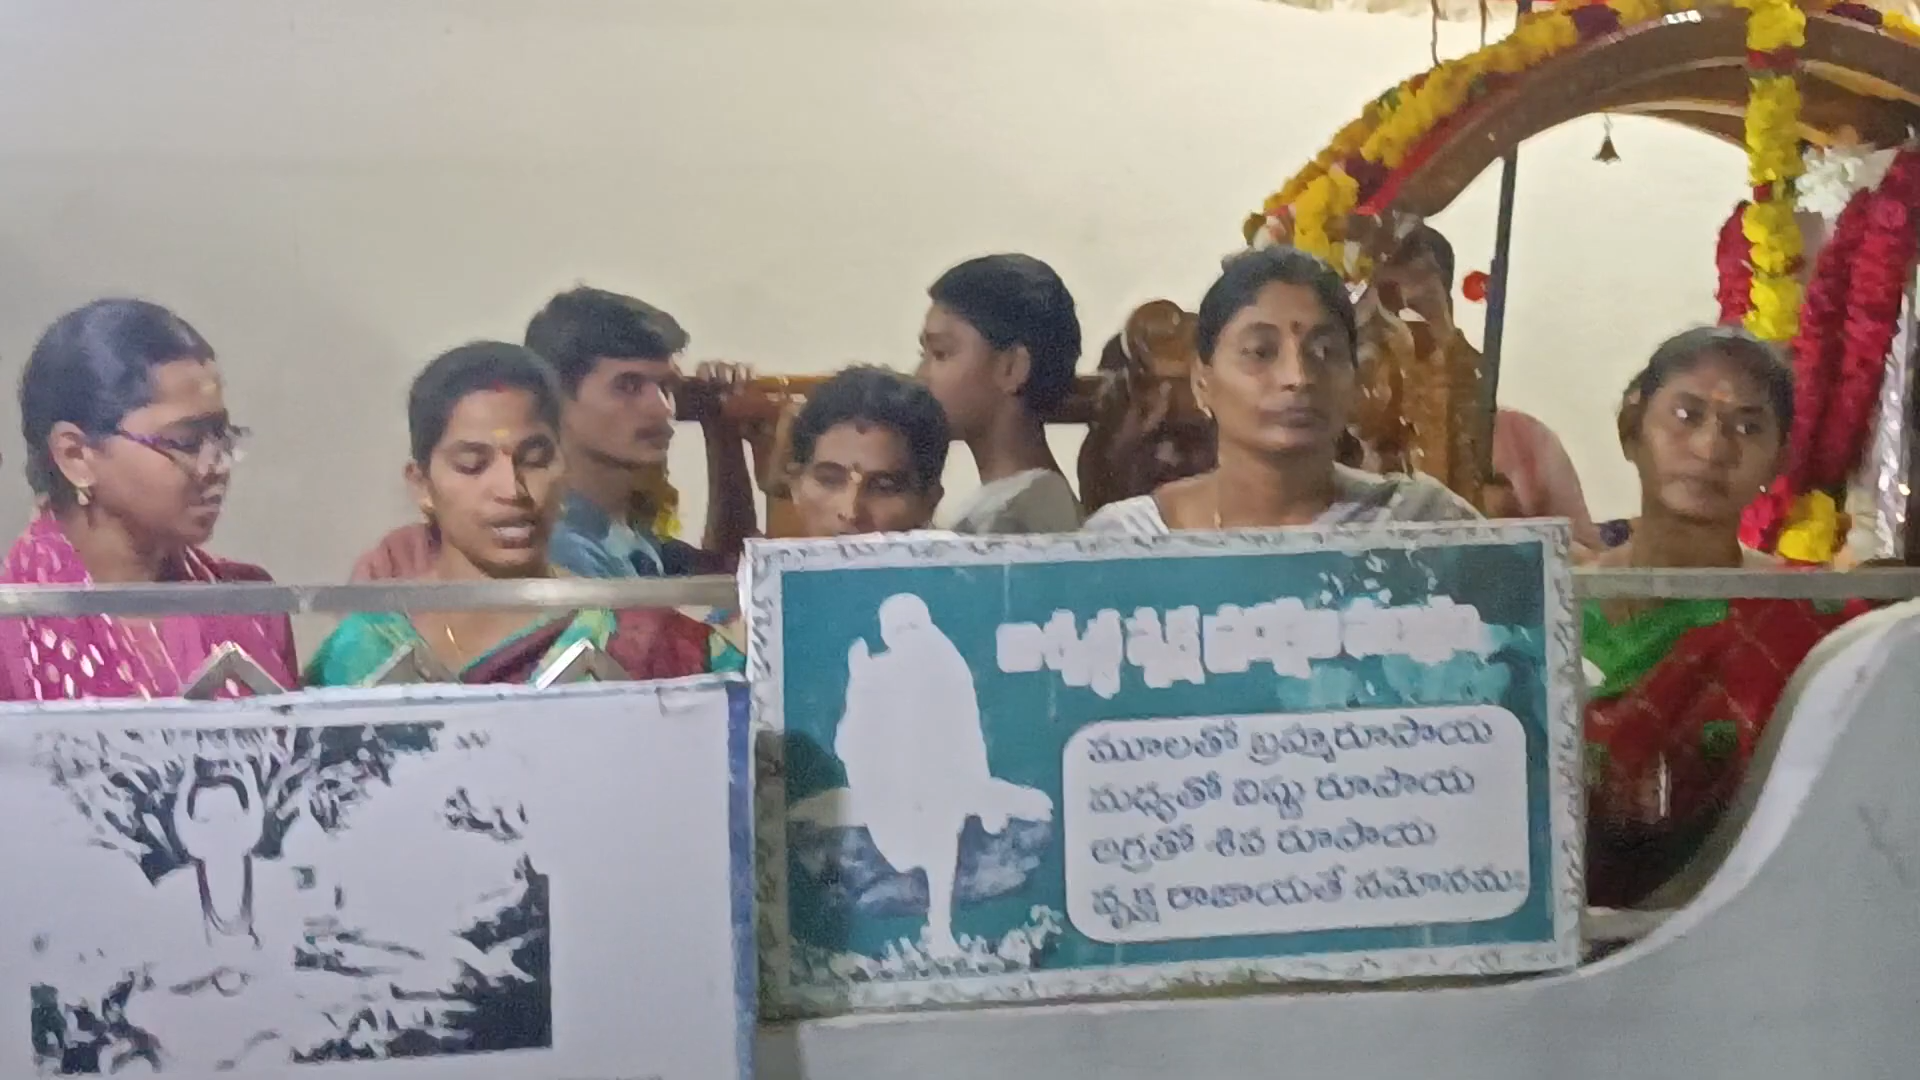 మూలతో బ్రహ్మరూపాయ
మధ్యతో విష్ణు రూపాయ
అగ్రతో శివ రూపాయ
వృక్ష రాజాయతే నమోనమః